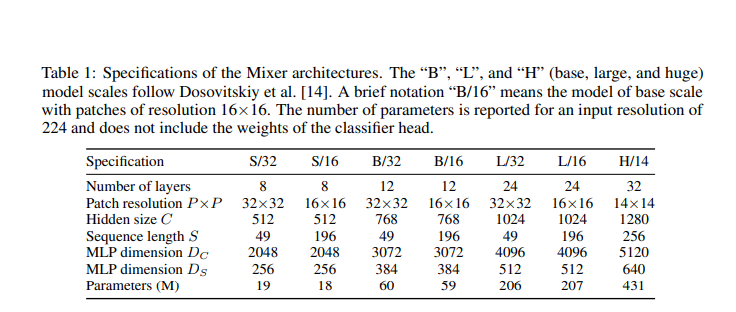 Table 1: Specifications of the Mixer architectures. The “B”, “L”, and “H” (base, large, and huge)
model scales follow Dosovitskiy et al. [14]. A brief notation “B/16” means the model of base scale
with patches of resolution 16×16. The number of parameters is reported for an input resolution of
224 and does not include the weights of the classifier head.
Specification S/32 S/16 B/32 B/16 L/32 L/16 H/14
Number of layers 8 8 12 12 24 24 32
Patch resolution P×P 32×32 16×16 32×32 16×16 32×32 16×16 14×14
Hidden size C 512 512 768 768 1024 1024 1280
Sequence length S 49 196 49 196 49 196 256
MLP dimension D_C 2048 2048 3072 3072 4096 4096 5120
MLP dimension D_S 256 256 384 384 512 512 640
Parameters (M) 19 18 60 59 206 207 431